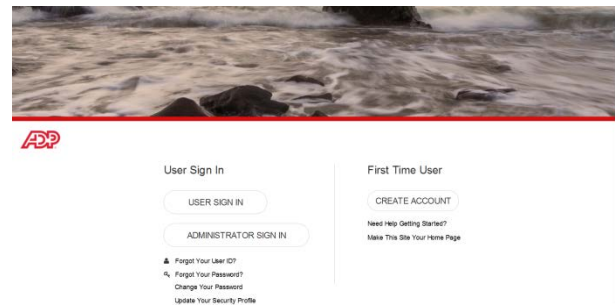 ADP
User Sign In
USER SIGN IN
ADMINISTRATOR SIGN IN
Forgot Your User ID?
Forgot Your Password?
Change Your Password
Update Your Security Profile
First Time User
CREATE ACCOUNT
Need Help Getting Started?
Make This Site Your Home Page